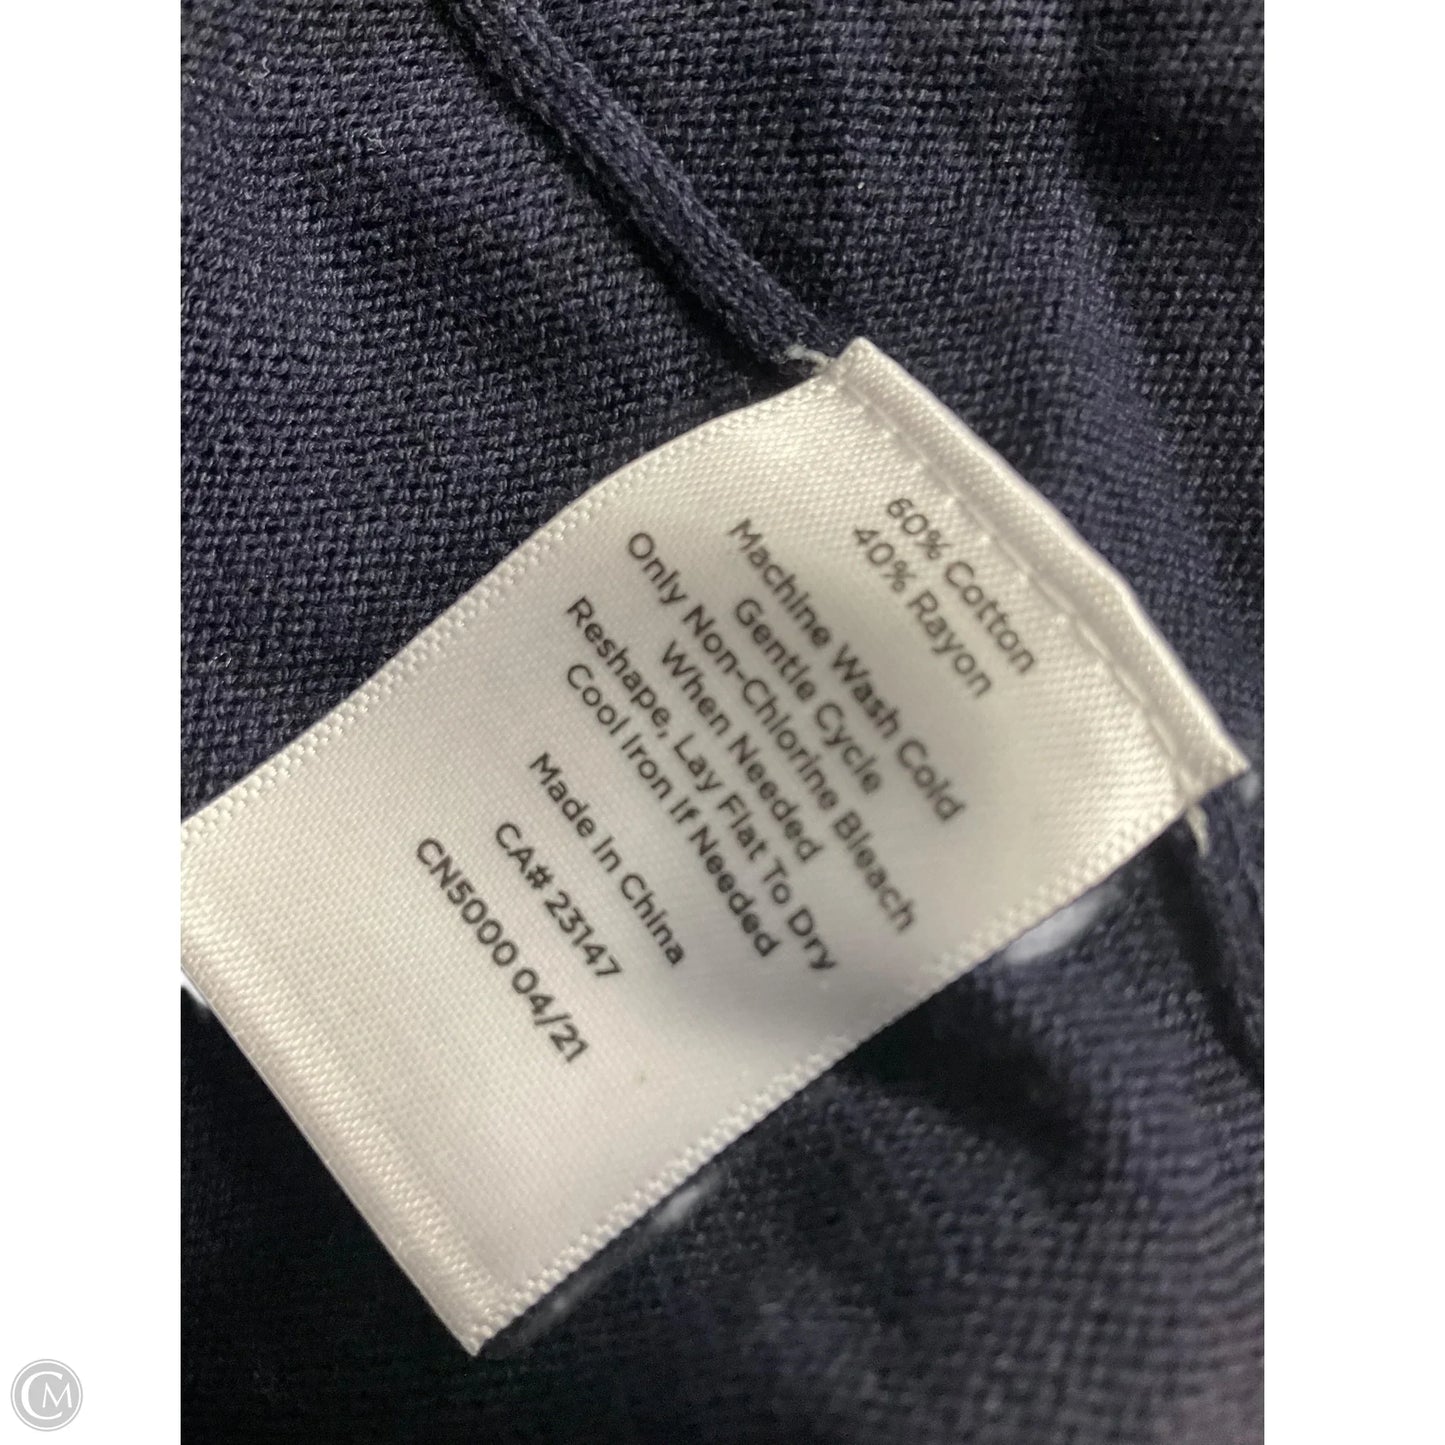 60% Cotton
40% Rayon
Machine Wash Cold
Gentle Cycle
Only Non-Chlorine Bleach
When Needed
Reshape, Lay Flat To Dry
Cool Iron If Needed
Made In China
CA# 23147
CN5000 04/21
CM